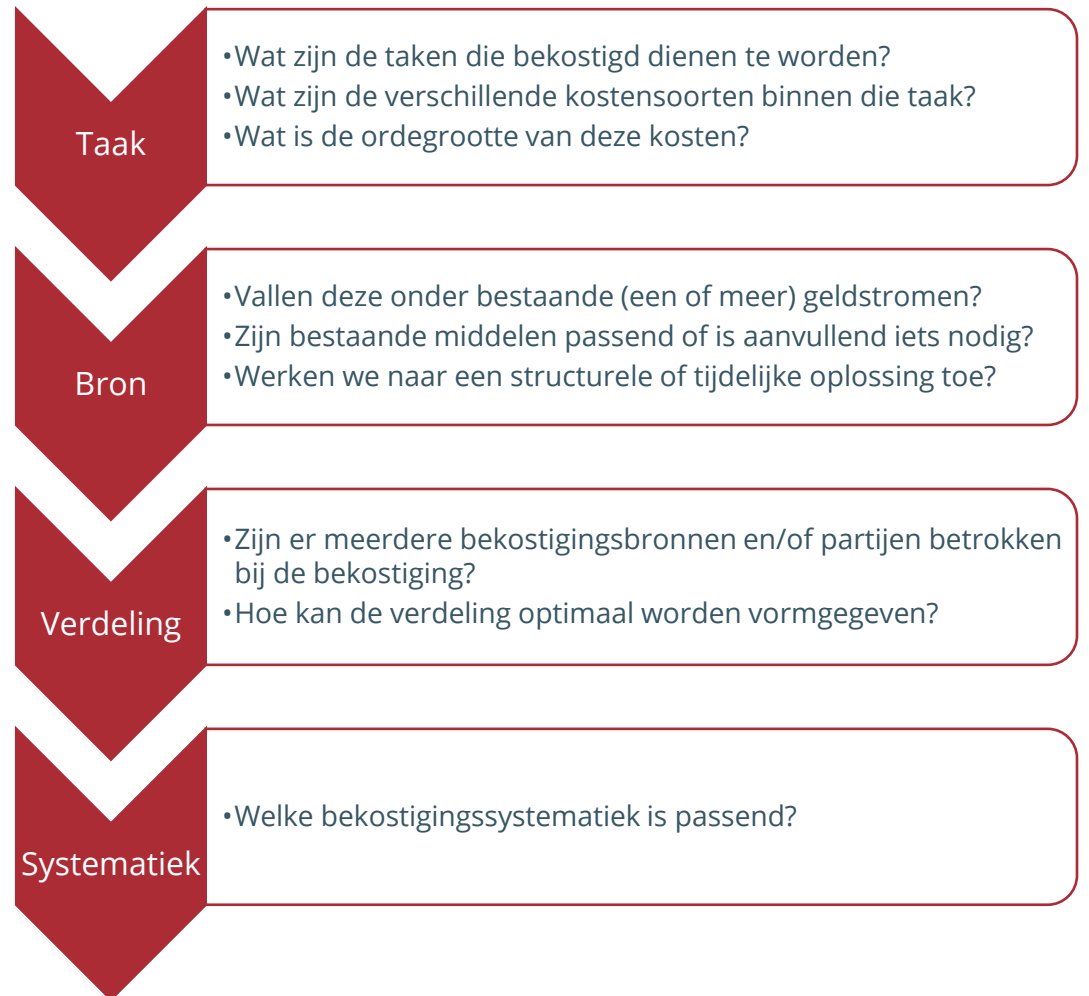 Taak
•Wat zijn de taken die bekostigd dienen te worden?
•Wat zijn de verschillende kostensoorten binnen die taak?
•Wat is de ordegrootte van deze kosten?
Bron
•Vallen deze onder bestaande (een of meer) geldstromen?
•Zijn bestaande middelen passend of is aanvullend iets nodig?
•Werken we naar een structurele of tijdelijke oplossing toe?
Verdeling
•Zijn er meerdere bekostigingsbronnen en/of partijen betrokken
bij de bekostiging?
•Hoe kan de verdeling optimaal worden vormgegeven?
Systematiek
•Welke bekostigingssystematiek is passend?